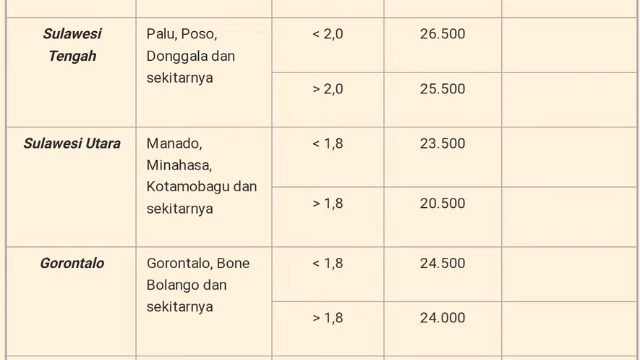 Sulawesi Tengah
Palu, Poso, Donggala dan sekitarnya
< 2,0
26.500
> 2,0
25.500
Sulawesi Utara
Manado, Minahasa, Kotamobagu dan sekitarnya
< 1,8
23.500
> 1,8
20.500
Gorontalo
Gorontalo, Bone Bolango dan sekitarnya
< 1,8
24.500
> 1,8
24.000